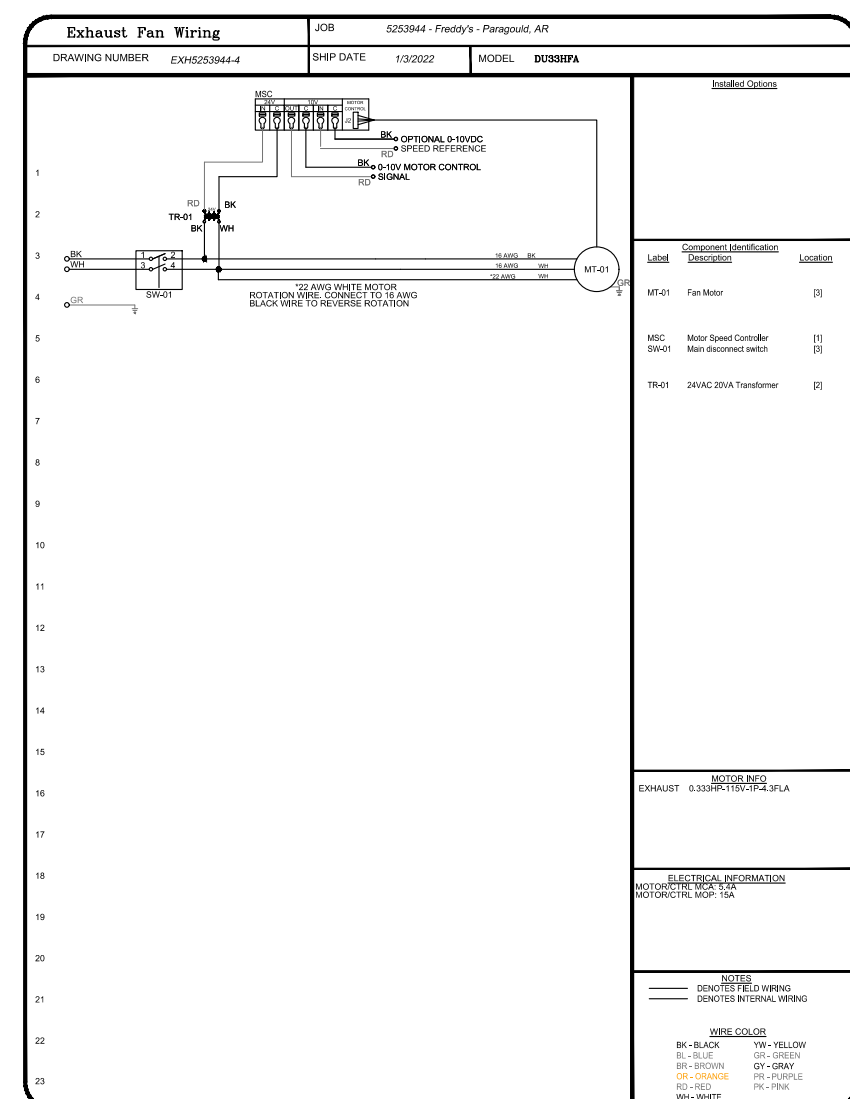 Exhaust Fan Wiring
JOB 5253944 - Freddy's - Paragould, AR
DRAWING NUMBER EXH5253944-4
SHIP DATE 1/3/2022
MODEL DU33HFA
Installed Options
MSC
24V 10V MOTOR
IN C OUT C IN C CONTROL
J2
BK OPTIONAL 0-10VDC
RD SPEED REFERENCE
BK 0-10V MOTOR CONTROL
RD SIGNAL
1
RD BK
2
TR-01
BK WH
3
BK
WH
1 2
3 4
SW-01
16 AWG BK
16 AWG WH
*22 AWG WH
MT-01
GR
*22 AWG WHITE MOTOR
ROTATION WIRE. CONNECT TO 16 AWG
BLACK WIRE TO REVERSE ROTATION
4
GR
5
6
7
8
9
10
11
12
13
14
15
16
17
18
19
20
21
22
23
Component Identification
Label Description Location
MT-01 Fan Motor [3]
MSC Motor Speed Controller [1]
SW-01 Main disconnect switch [3]
TR-01 24VAC 20VA Transformer [2]
MOTOR INFO
EXHAUST 0.333HP-115V-1P-4.3FLA
ELECTRICAL INFORMATION
MOTOR/CTRL MCA: 5.4A
MOTOR/CTRL MOP: 15A
NOTES
DENOTES FIELD WIRING
DENOTES INTERNAL WIRING
WIRE COLOR
BK - BLACK YW - YELLOW
BL - BLUE GR - GREEN
BR - BROWN GY - GRAY
OR - ORANGE PR - PURPLE
RD - RED PK - PINK
WH - WHITE